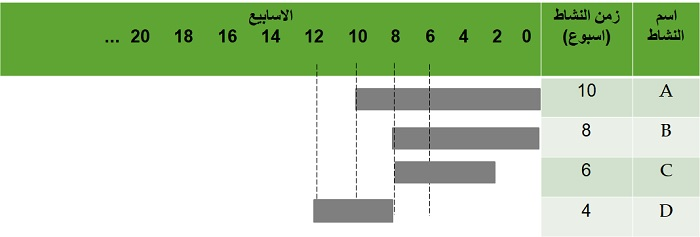 اسم النشاط
زمن النشاط (اسبوع)
الاسابيع
0 2 4 6 8 10 12 14 16 18 20 ...
A 10
B 8
C 6
D 4